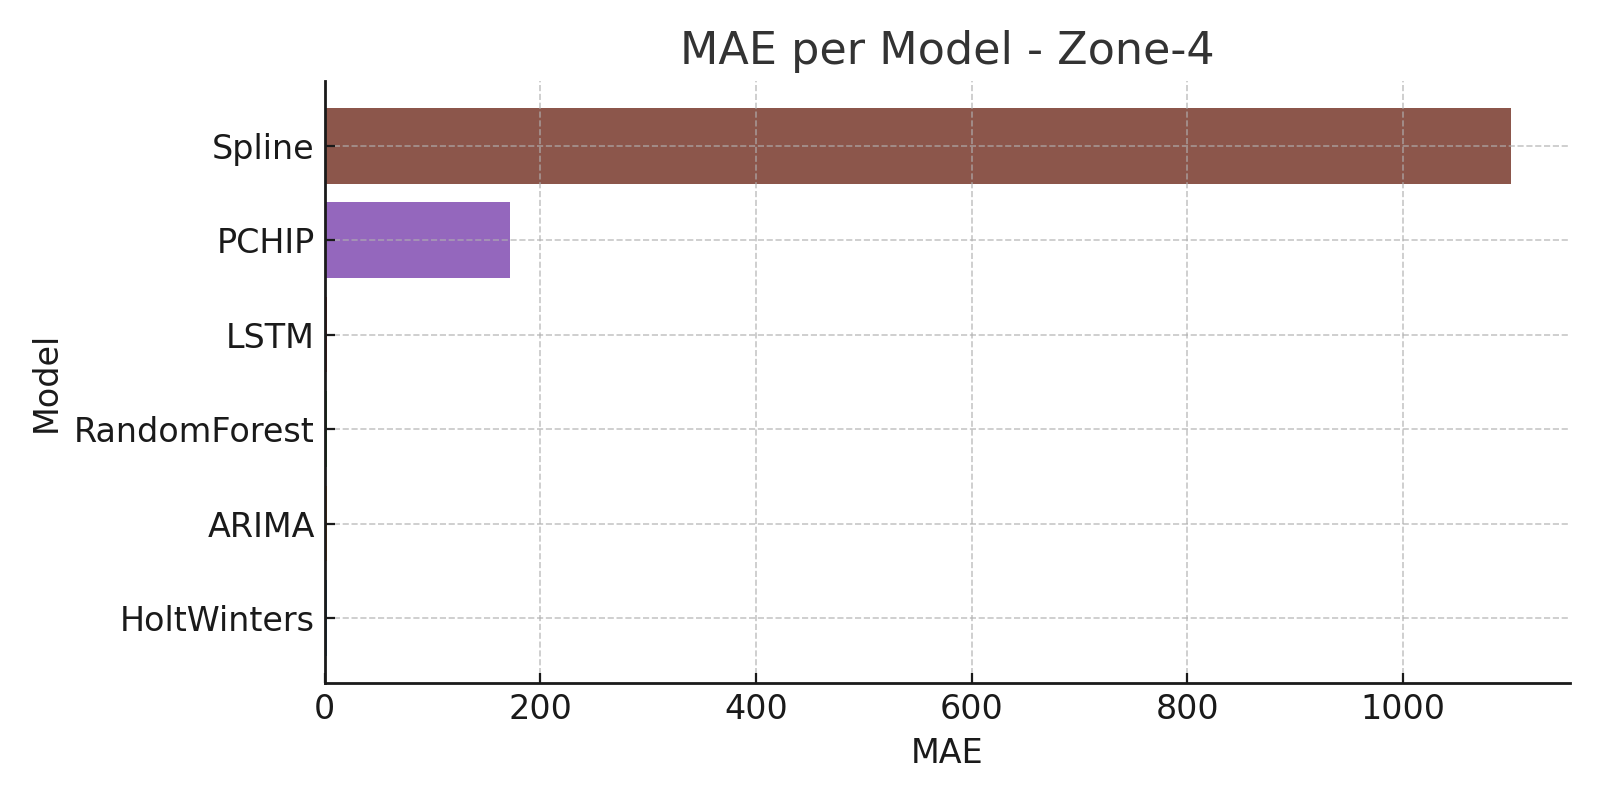 MAE per Model - Zone-4
Spline
PCHIP
LSTM
RandomForest
ARIMA
HoltWinters
Model
0 200 400 600 800 1000
MAE